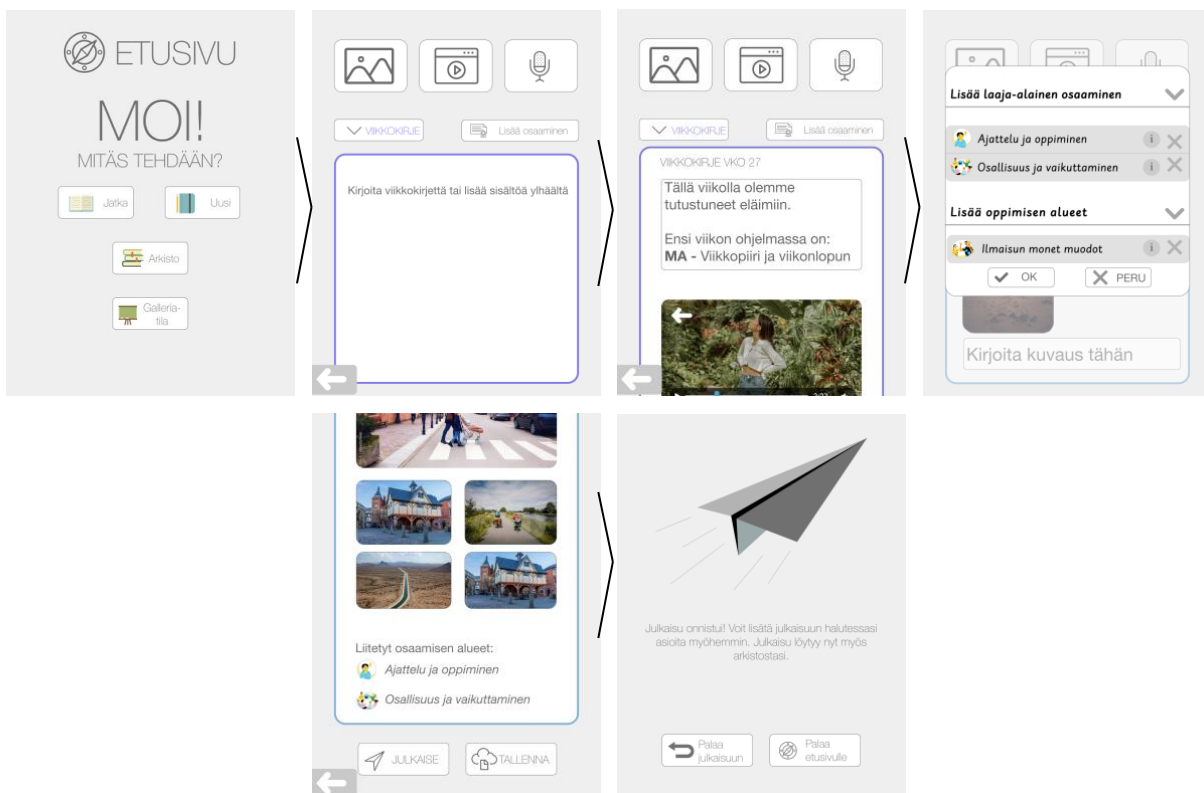 ETUSIVU
MOI!
MITÄS TEHDÄÄN?
Jatka
Uusi
Arkisto
Galleria-
tila
VIIKKOKIRJE
Lisää osaaminen
Kirjoita viikkokirjettä tai lisää sisältöä ylhäältä
VIIKKOKIRJE
Lisää osaaminen
VIIKKOKIRJE VKO 27
Tällä viikolla olemme
tutustuneet eläimiin.
Ensi viikon ohjelmassa on:
MA - Viikkopiiri ja viikonlopun
Lisää laaja-alainen osaaminen
Ajattelu ja oppiminen
i
Osallisuus ja vaikuttaminen
i
Lisää oppimisen alueet
Ilmaisun monet muodot
i
OK
PERU
Kirjoita kuvaus tähän
Liitetyt osaamisen alueet:
Ajattelu ja oppiminen
Osallisuus ja vaikuttaminen
JULKAISE
TALLENNA
Julkaisu onnistui! Voit lisätä julkaisuun halutessasi
asioita myöhemmin. Julkaisu löytyy nyt myös
arkistostasi.
Palaa
julkaisuun
Palaa
etusivulle